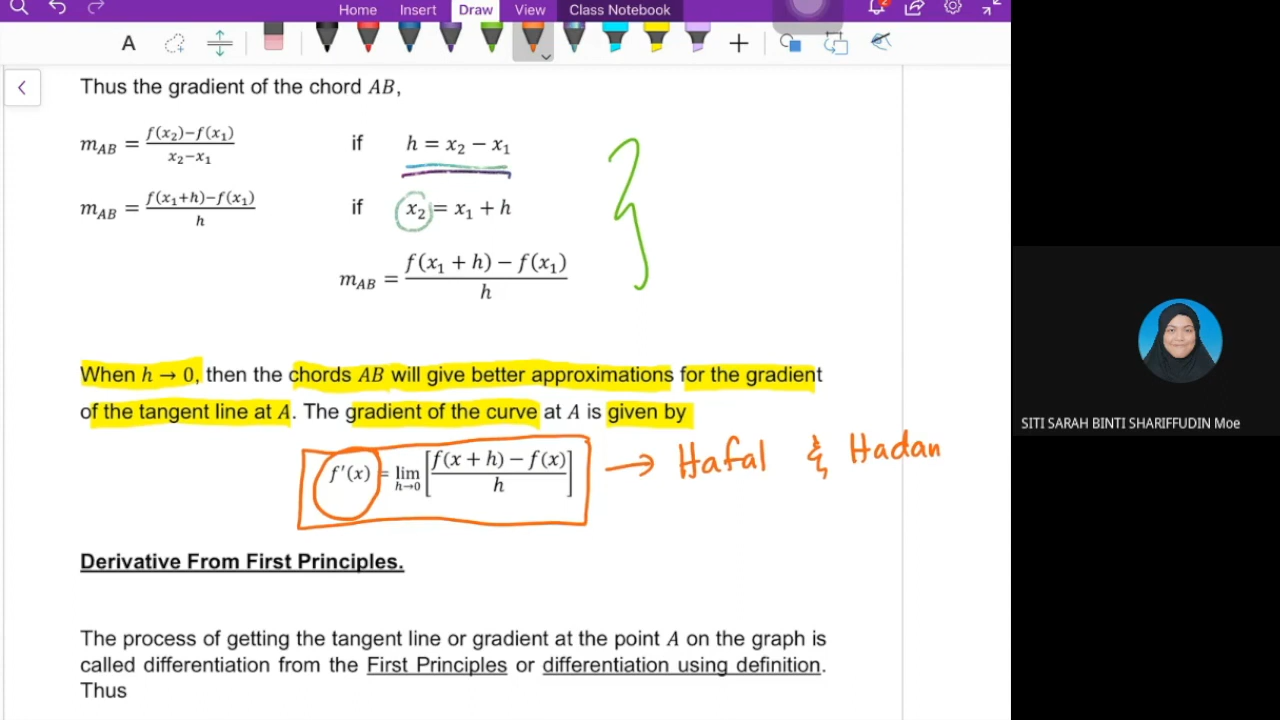 Home Insert Draw View Class Notebook
2
A
Thus the gradient of the chord AB,
m_AB = (f(x₂)−f(x₁))/(x₂−x₁) if h = x₂ − x₁
m_AB = (f(x₁+h)−f(x₁))/h if x₂ = x₁ + h
m_AB = (f(x₁ + h) − f(x₁))/h
When h → 0, then the chords AB will give better approximations for the gradient
of the tangent line at A. The gradient of the curve at A is given by
f′(x) = lim_{h→0} [(f(x + h) − f(x))/h] → Hafal & Hadam
Derivative From First Principles.
The process of getting the tangent line or gradient at the point A on the graph is
called differentiation from the First Principles or differentiation using definition.
Thus
SITI SARAH BINTI SHARIFFUDIN Moe